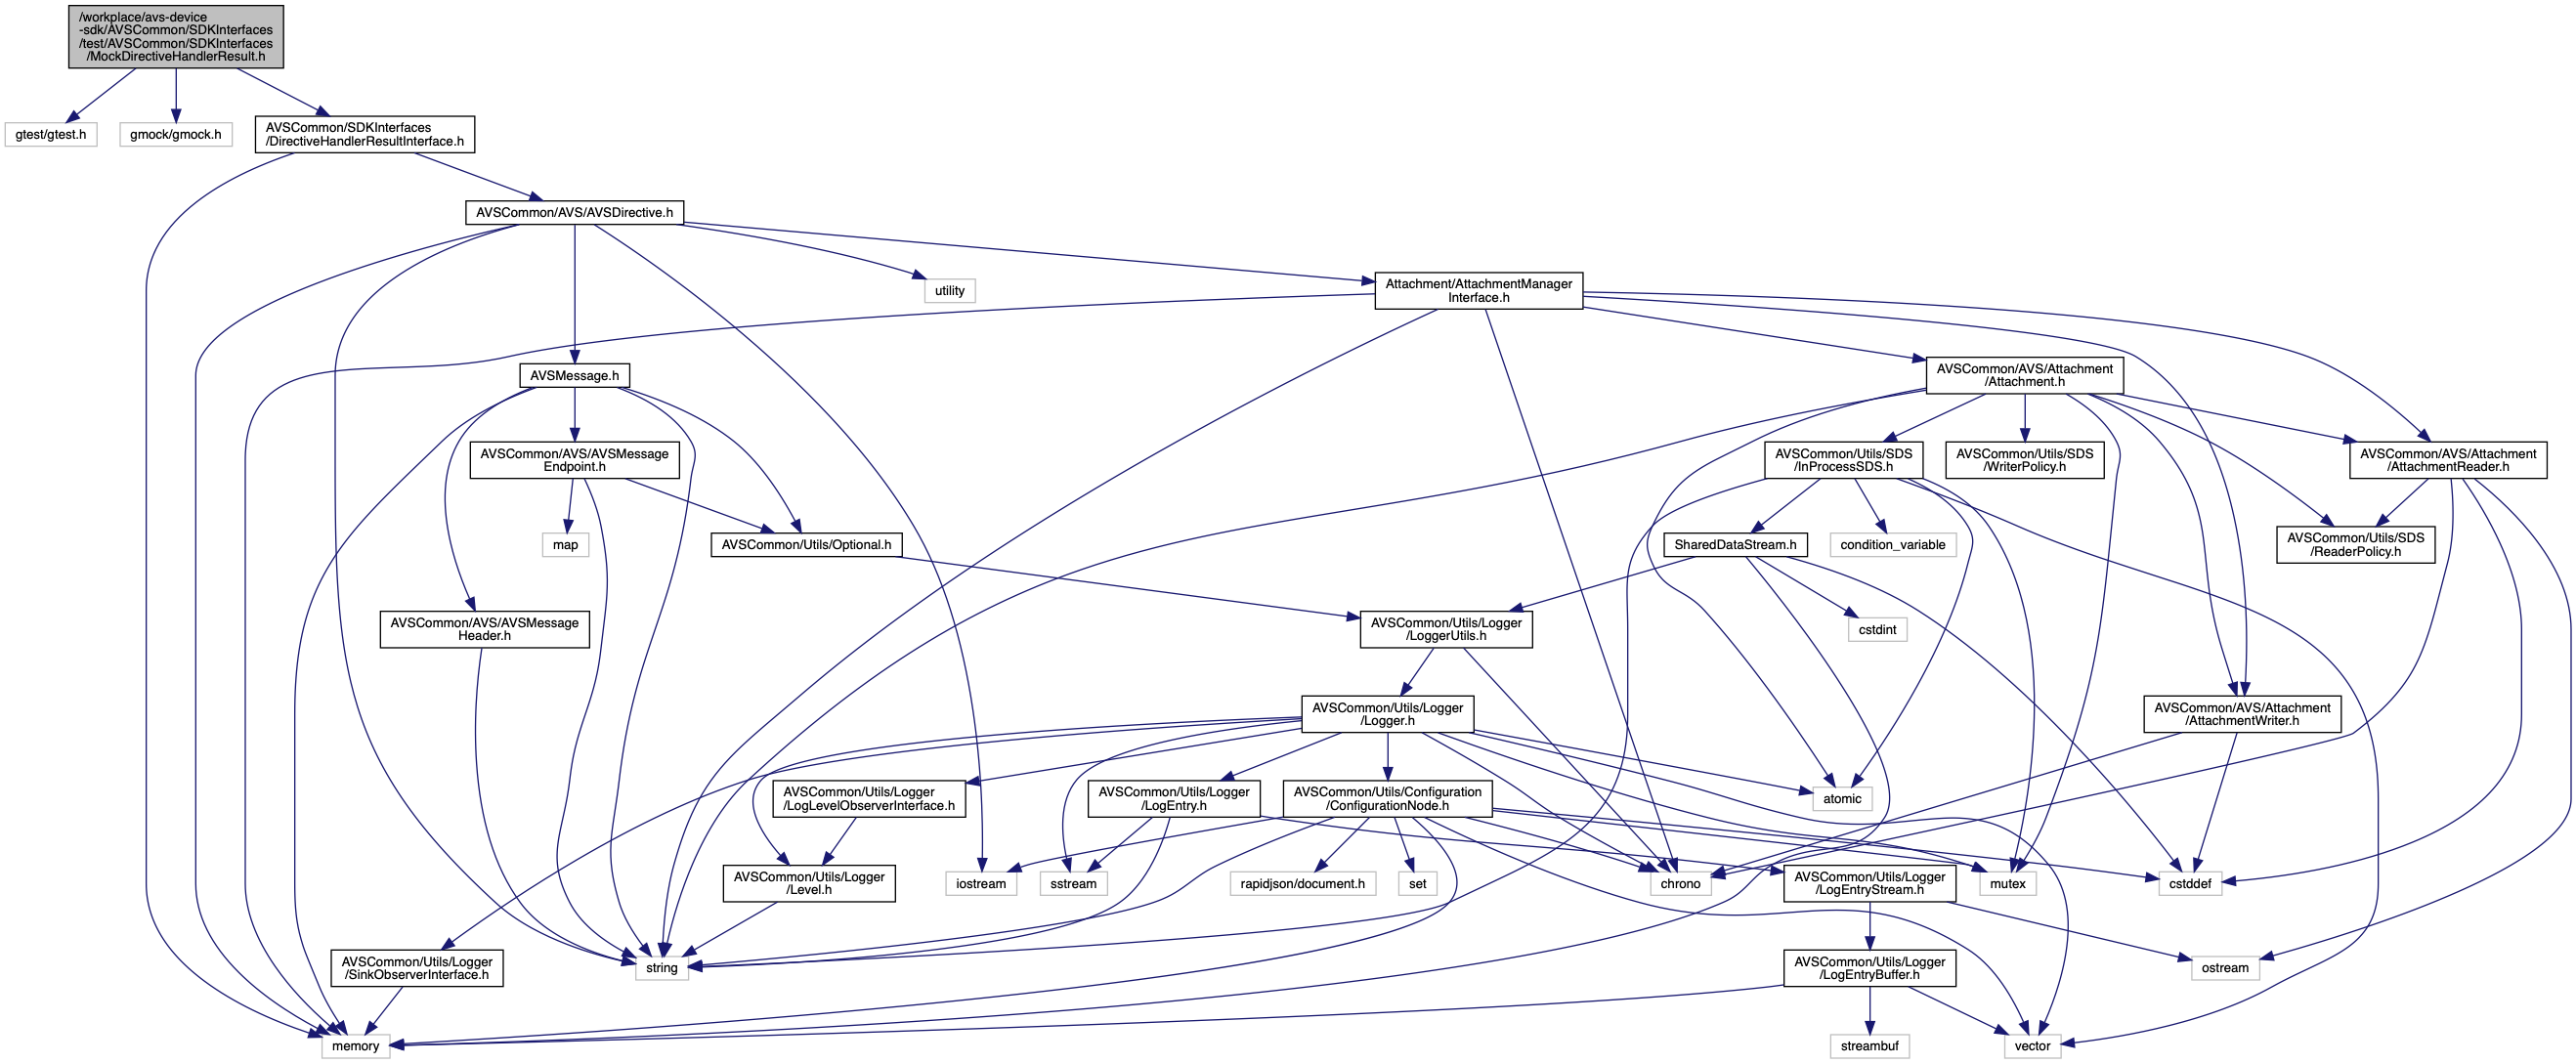 /workplace/avs-device
-sdk/AVSCommon/SDKInterfaces
/test/AVSCommon/SDKInterfaces
/MockDirectiveHandlerResult.h
gtest/gtest.h
gmock/gmock.h
AVSCommon/SDKInterfaces
/DirectiveHandlerResultInterface.h
AVSCommon/AVS/AVSDirective.h
utility
Attachment/AttachmentManager
Interface.h
AVSMessage.h
AVSCommon/AVS/Attachment
/Attachment.h
AVSCommon/AVS/AVSMessage
Endpoint.h
AVSCommon/Utils/SDS
/InProcessSDS.h
AVSCommon/Utils/SDS
/WriterPolicy.h
AVSCommon/AVS/Attachment
/AttachmentReader.h
map
AVSCommon/Utils/Optional.h
SharedDataStream.h
condition_variable
AVSCommon/Utils/SDS
/ReaderPolicy.h
AVSCommon/AVS/AVSMessage
Header.h
AVSCommon/Utils/Logger
/LoggerUtils.h
cstdint
AVSCommon/Utils/Logger
/Logger.h
AVSCommon/AVS/Attachment
/AttachmentWriter.h
AVSCommon/Utils/Logger
/LogLevelObserverInterface.h
AVSCommon/Utils/Logger
/LogEntry.h
AVSCommon/Utils/Configuration
/ConfigurationNode.h
atomic
AVSCommon/Utils/Logger
/Level.h
iostream
sstream
rapidjson/document.h
set
chrono
AVSCommon/Utils/Logger
/LogEntryStream.h
mutex
cstddef
AVSCommon/Utils/Logger
/SinkObserverInterface.h
string
AVSCommon/Utils/Logger
/LogEntryBuffer.h
ostream
memory
streambuf
vector